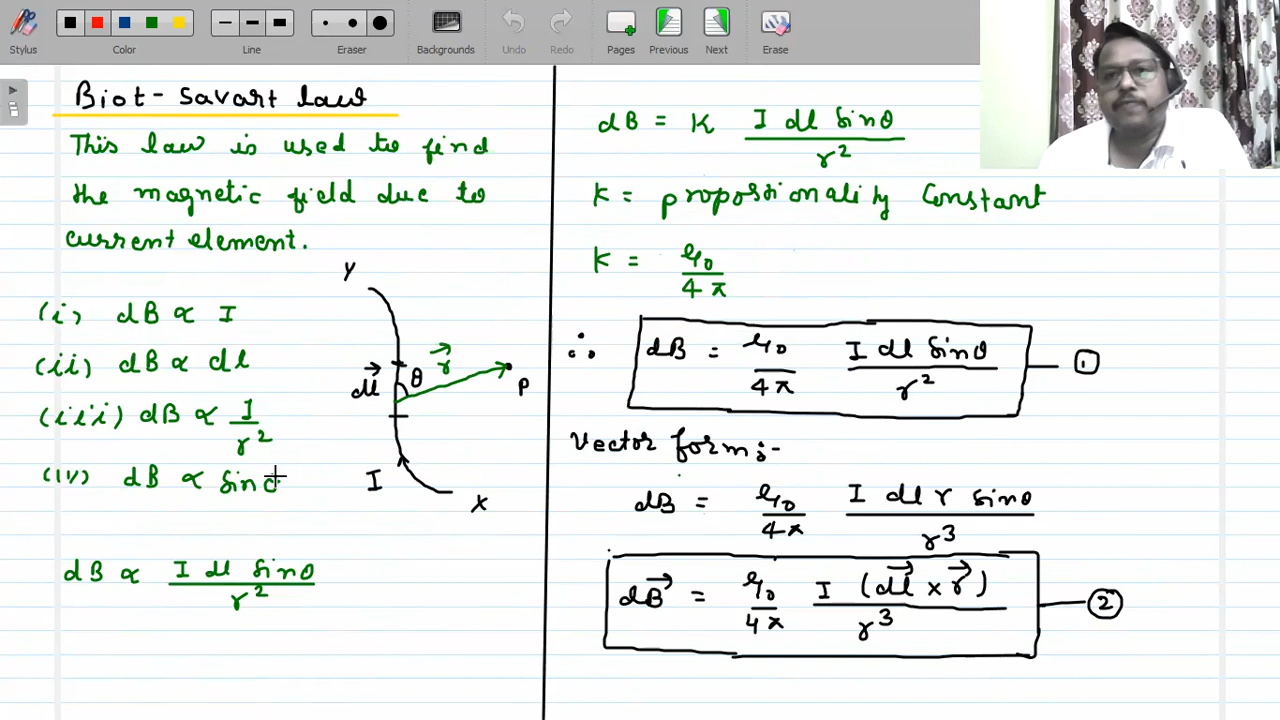 Stylus
Color
Line
Eraser
Backgrounds
Undo
Redo
Pages
Previous
Next
Erase
Biot-Savart law
This law is used to find
the magnetic field due to
current element.
(i) dB ∝ I
(ii) dB ∝ dl
(iii) dB ∝ 1/r²
(iv) dB ∝ Sinθ
dB ∝ I dl Sinθ / r²
Y
dl⃗
θ
r⃗
P
I
X
dB = K I dl Sinθ / r²
K = proportionality Constant
K = μ₀ / 4π
∴ dB = μ₀/4π I dl Sinθ / r² — ①
Vector form:-
dB = μ₀/4π I dl r sinθ / r³
dB⃗ = μ₀/4π I (dl⃗ × r⃗) / r³ — ②